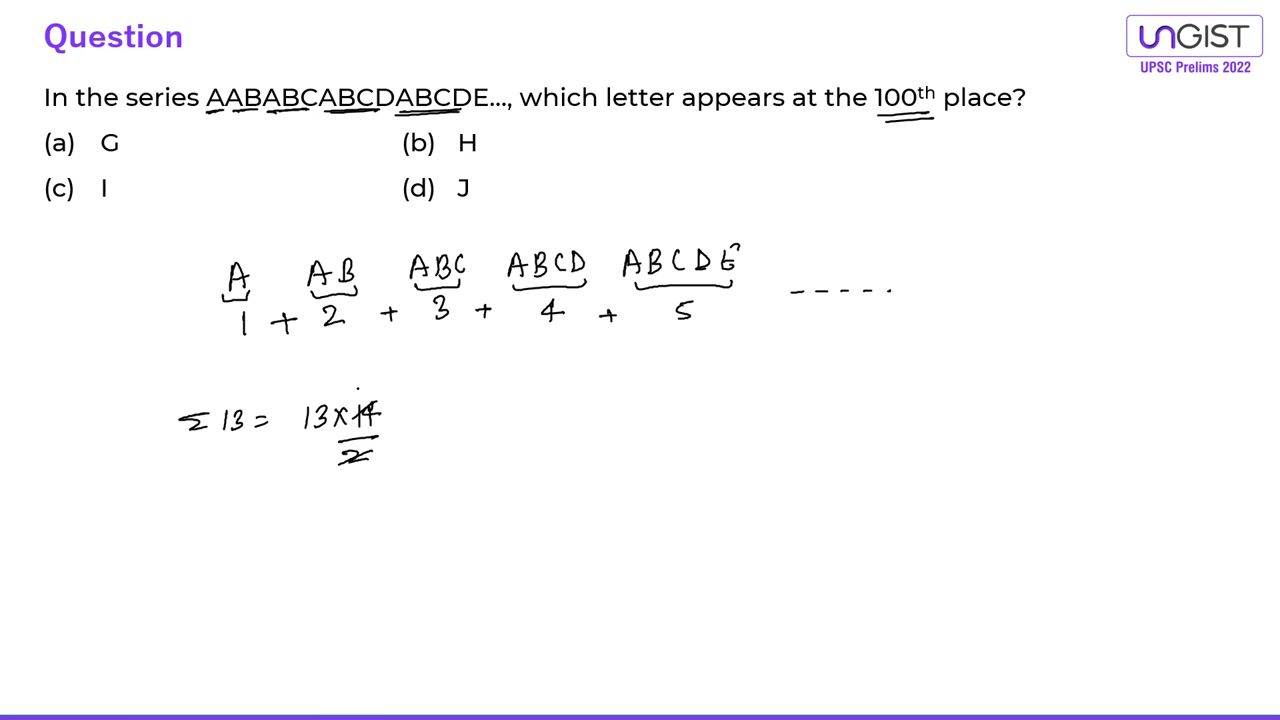 Question
UNGIST
UPSC Prelims 2022
In the series AABABCABCDABCDE..., which letter appears at the 100th place?
(a) G
(b) H
(c) I
(d) J
A AB ABC ABCD ABCDE
1 + 2 + 3 + 4 + 5 -----
Σ 13 = 13×14
2